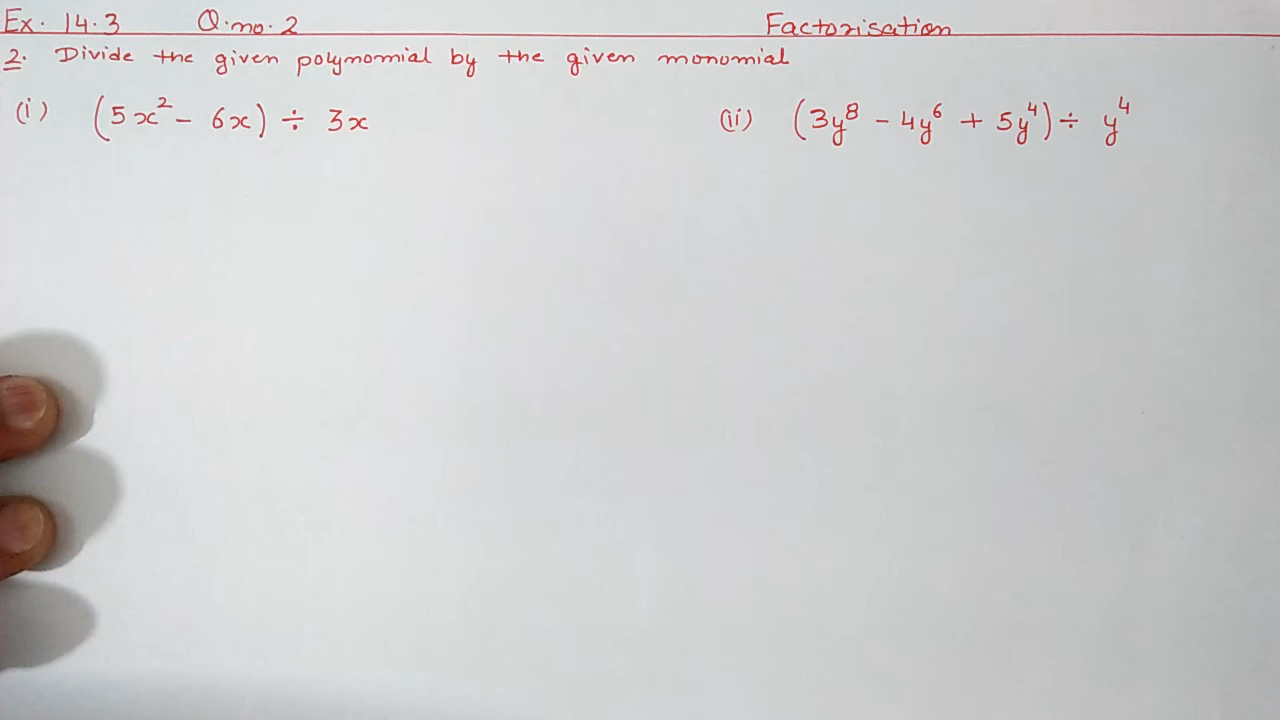 Ex. 14.3 Q.no. 2 Factorisation
2. Divide the given polynomial by the given monomial
(i) (5x² - 6x) ÷ 3x (ii) (3y⁸ - 4y⁶ + 5y⁴) ÷ y⁴